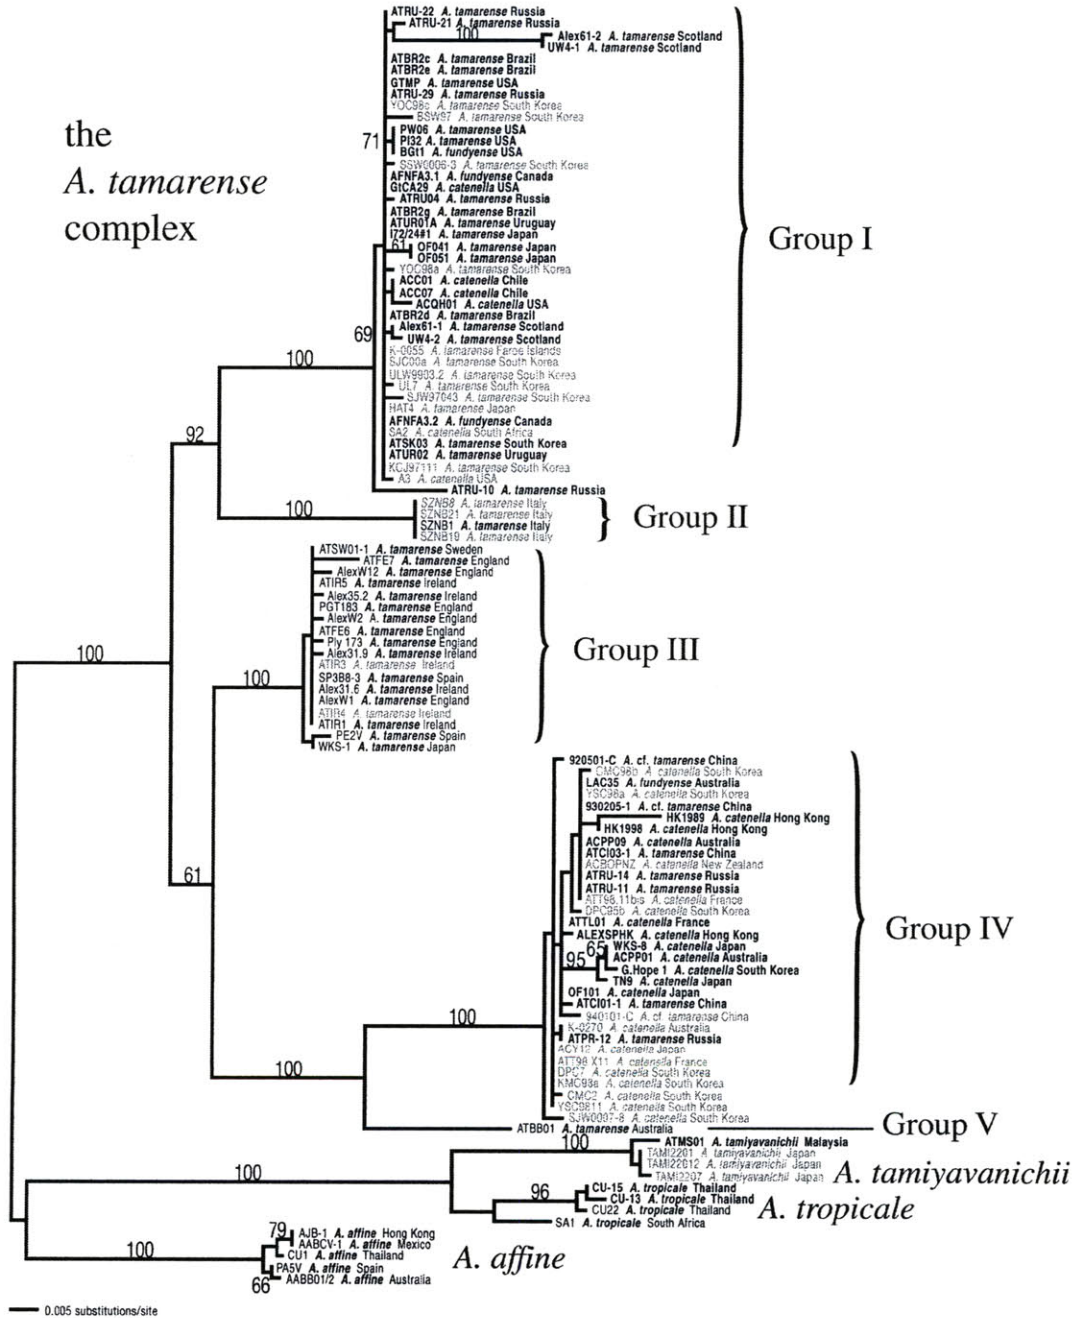 ATRU-22 A. tamarense Russia
ATRU-21 A. tamarense Russia
100
Alex61-2 A. tamarense Scotland
UW4-1 A. tamarense Scotland
ATBR2c A. tamarense Brazil
ATBR2e A. tamarense Brazil
GTMP A. tamarense USA
ATRU-29 A. tamarense Russia
YOC98c A. tamarense South Korea
BSW97 A. tamarense South Korea
the
A. tamarense
complex
71
PW06 A. tamarense USA
PI32 A. tamarense USA
BGt1 A. fundyense USA
SSW0006-3 A. tamarense South Korea
AFNFA3.1 A. fundyense Canada
GtCA29 A. catenella USA
ATRU04 A. tamarense Russia
ATBR2g A. tamarense Brazil
ATUR01A A. tamarense Uruguay
I72/24#1 A. tamarense Japan
Group I
61
OF041 A. tamarense Japan
OF051 A. tamarense Japan
YOC98a A. tamarense South Korea
ACC01 A. catenella Chile
ACC07 A. catenella Chile
ACQH01 A. catenella USA
ATBR2d A. tamarense Brazil
69
Alex61-1 A. tamarense Scotland
UW4-2 A. tamarense Scotland
K-0055 A. tamarense Faroe Islands
100
SJC00a A. tamarense South Korea
ULW9903.2 A. tamarense South Korea
UL7 A. tamarense South Korea
SJW97043 A. tamarense South Korea
HAT4 A. tamarense Japan
AFNFA3.2 A. fundyense Canada
SA2 A. catenella South Africa
92
ATSK03 A. tamarense South Korea
ATUR02 A. tamarense Uruguay
KCJ97111 A. tamarense South Korea
A3 A. catenella USA
ATRU-10 A. tamarense Russia
100
SZNB8 A. tamarense Italy
SZNB21 A. tamarense Italy
SZNB1 A. tamarense Italy
SZNB19 A. tamarense Italy
Group II
ATSW01-1 A. tamarense Sweden
ATFE7 A. tamarense England
AlexW12 A. tamarense England
ATIR5 A. tamarense Ireland
Alex35.2 A. tamarense Ireland
PGT183 A. tamarense England
AlexW2 A. tamarense England
ATFE6 A. tamarense England
Ply 173 A. tamarense England
Alex31.9 A. tamarense Ireland
ATIR3 A. tamarense Ireland
Group III
100
100
SP3B8-3 A. tamarense Spain
Alex31.6 A. tamarense Ireland
AlexW1 A. tamarense England
ATIR4 A. tamarense Ireland
ATIR1 A. tamarense Ireland
PE2V A. tamarense Spain
WKS-1 A. tamarense Japan
920501-C A. cf. tamarense China
CMC98b A. catenella South Korea
LAC35 A. fundyense Australia
YSC98a A. catenella South Korea
930205-1 A. cf. tamarense China
HK1989 A. catenella Hong Kong
HK1998 A. catenella Hong Kong
ACPP09 A. catenella Australia
ATCI03-1 A. tamarense China
ACBOPNZ A. catenella New Zealand
61
ATRU-14 A. tamarense Russia
ATRU-11 A. tamarense Russia
ATT98.11bis A. catenella France
DPC95b A. catenella South Korea
ATTL01 A. catenella France
Group IV
ALEXSPHK A. catenella Hong Kong
65
WKS-8 A. catenella Japan
95
ACPP01 A. catenella Australia
G.Hope 1 A. catenella South Korea
TN9 A. catenella Japan
OF101 A. catenella Japan
ATCI01-1 A. tamarense China
940101-C A. cf. tamarense China
100
K-0270 A. catenella Australia
ATPR-12 A. tamarense Russia
ACY12 A. catenella Japan
100
ATT98 X11 A. catenella France
DPC7 A. catenella South Korea
KMC98a A. catenella South Korea
CMC2 A. catenella South Korea
YSC9811 A. catenella South Korea
SJW0007-8 A. catenella South Korea
ATBB01 A. tamarense Australia
Group V
100
ATMS01 A. tamiyavanichii Malaysia
TAMI2201 A. tamiyavanichii Japan
TAMI22012 A. tamiyavanichii Japan
TAMI2207 A. tamiyavanichii Japan
A. tamiyavanichii
100
96
CU-15 A. tropicale Thailand
CU-13 A. tropicale Thailand
CU22 A. tropicale Thailand
SA1 A. tropicale South Africa
A. tropicale
79
AJB-1 A. affine Hong Kong
AABCV-1 A. affine Mexico
CU1 A. affine Thailand
100
PA5V A. affine Spain
AABB01/2 A. affine Australia
66
A. affine
0.005 substitutions/site